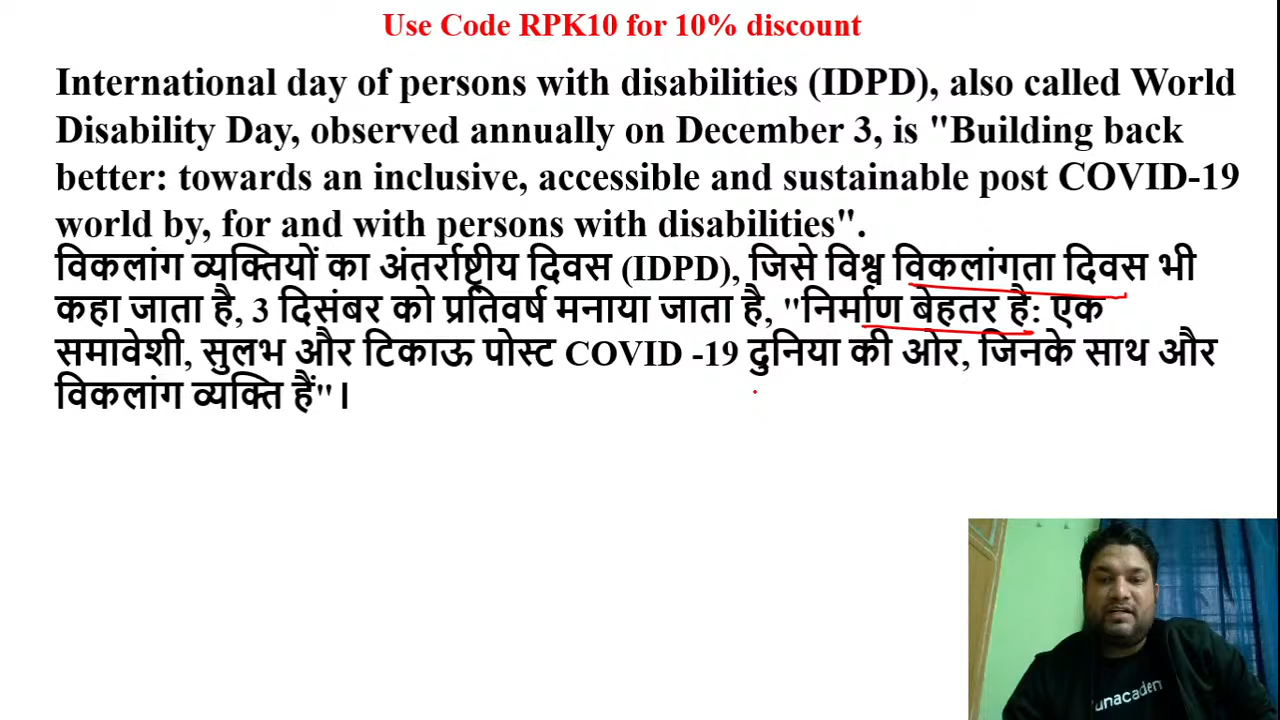 Use Code RPK10 for 10% discount
International day of persons with disabilities (IDPD), also called World
Disability Day, observed annually on December 3, is "Building back
better: towards an inclusive, accessible and sustainable post COVID-19
world by, for and with persons with disabilities".
विकलांग व्यक्तियों का अंतर्राष्ट्रीय दिवस (IDPD), जिसे विश्व विकलांगता दिवस भी
कहा जाता है, 3 दिसंबर को प्रतिवर्ष मनाया जाता है, "निर्माण बेहतर है: एक
समावेशी, सुलभ और टिकाऊ पोस्ट COVID -19 दुनिया की ओर, जिनके साथ और
विकलांग व्यक्ति हैं"।